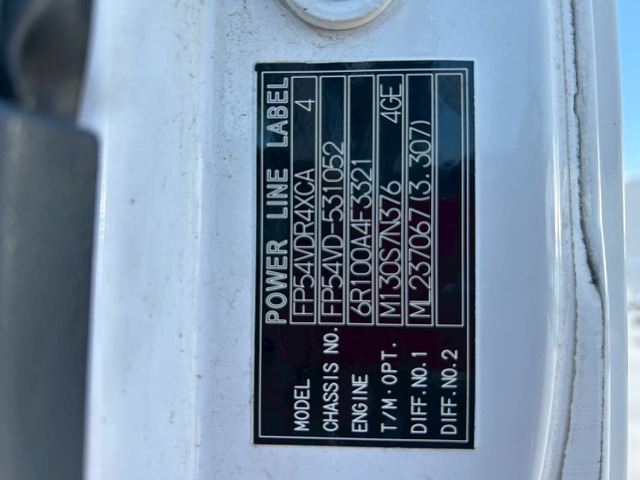 POWER LINE LABEL
MODEL FP54VDR4XCA 4
CHASSIS NO. FP54VD-531052
ENGINE 6R100A4F3321
T/M.OPT. M130S7N376 4GE
DIFF.NO.1 ML237067(3.307)
DIFF.NO.2